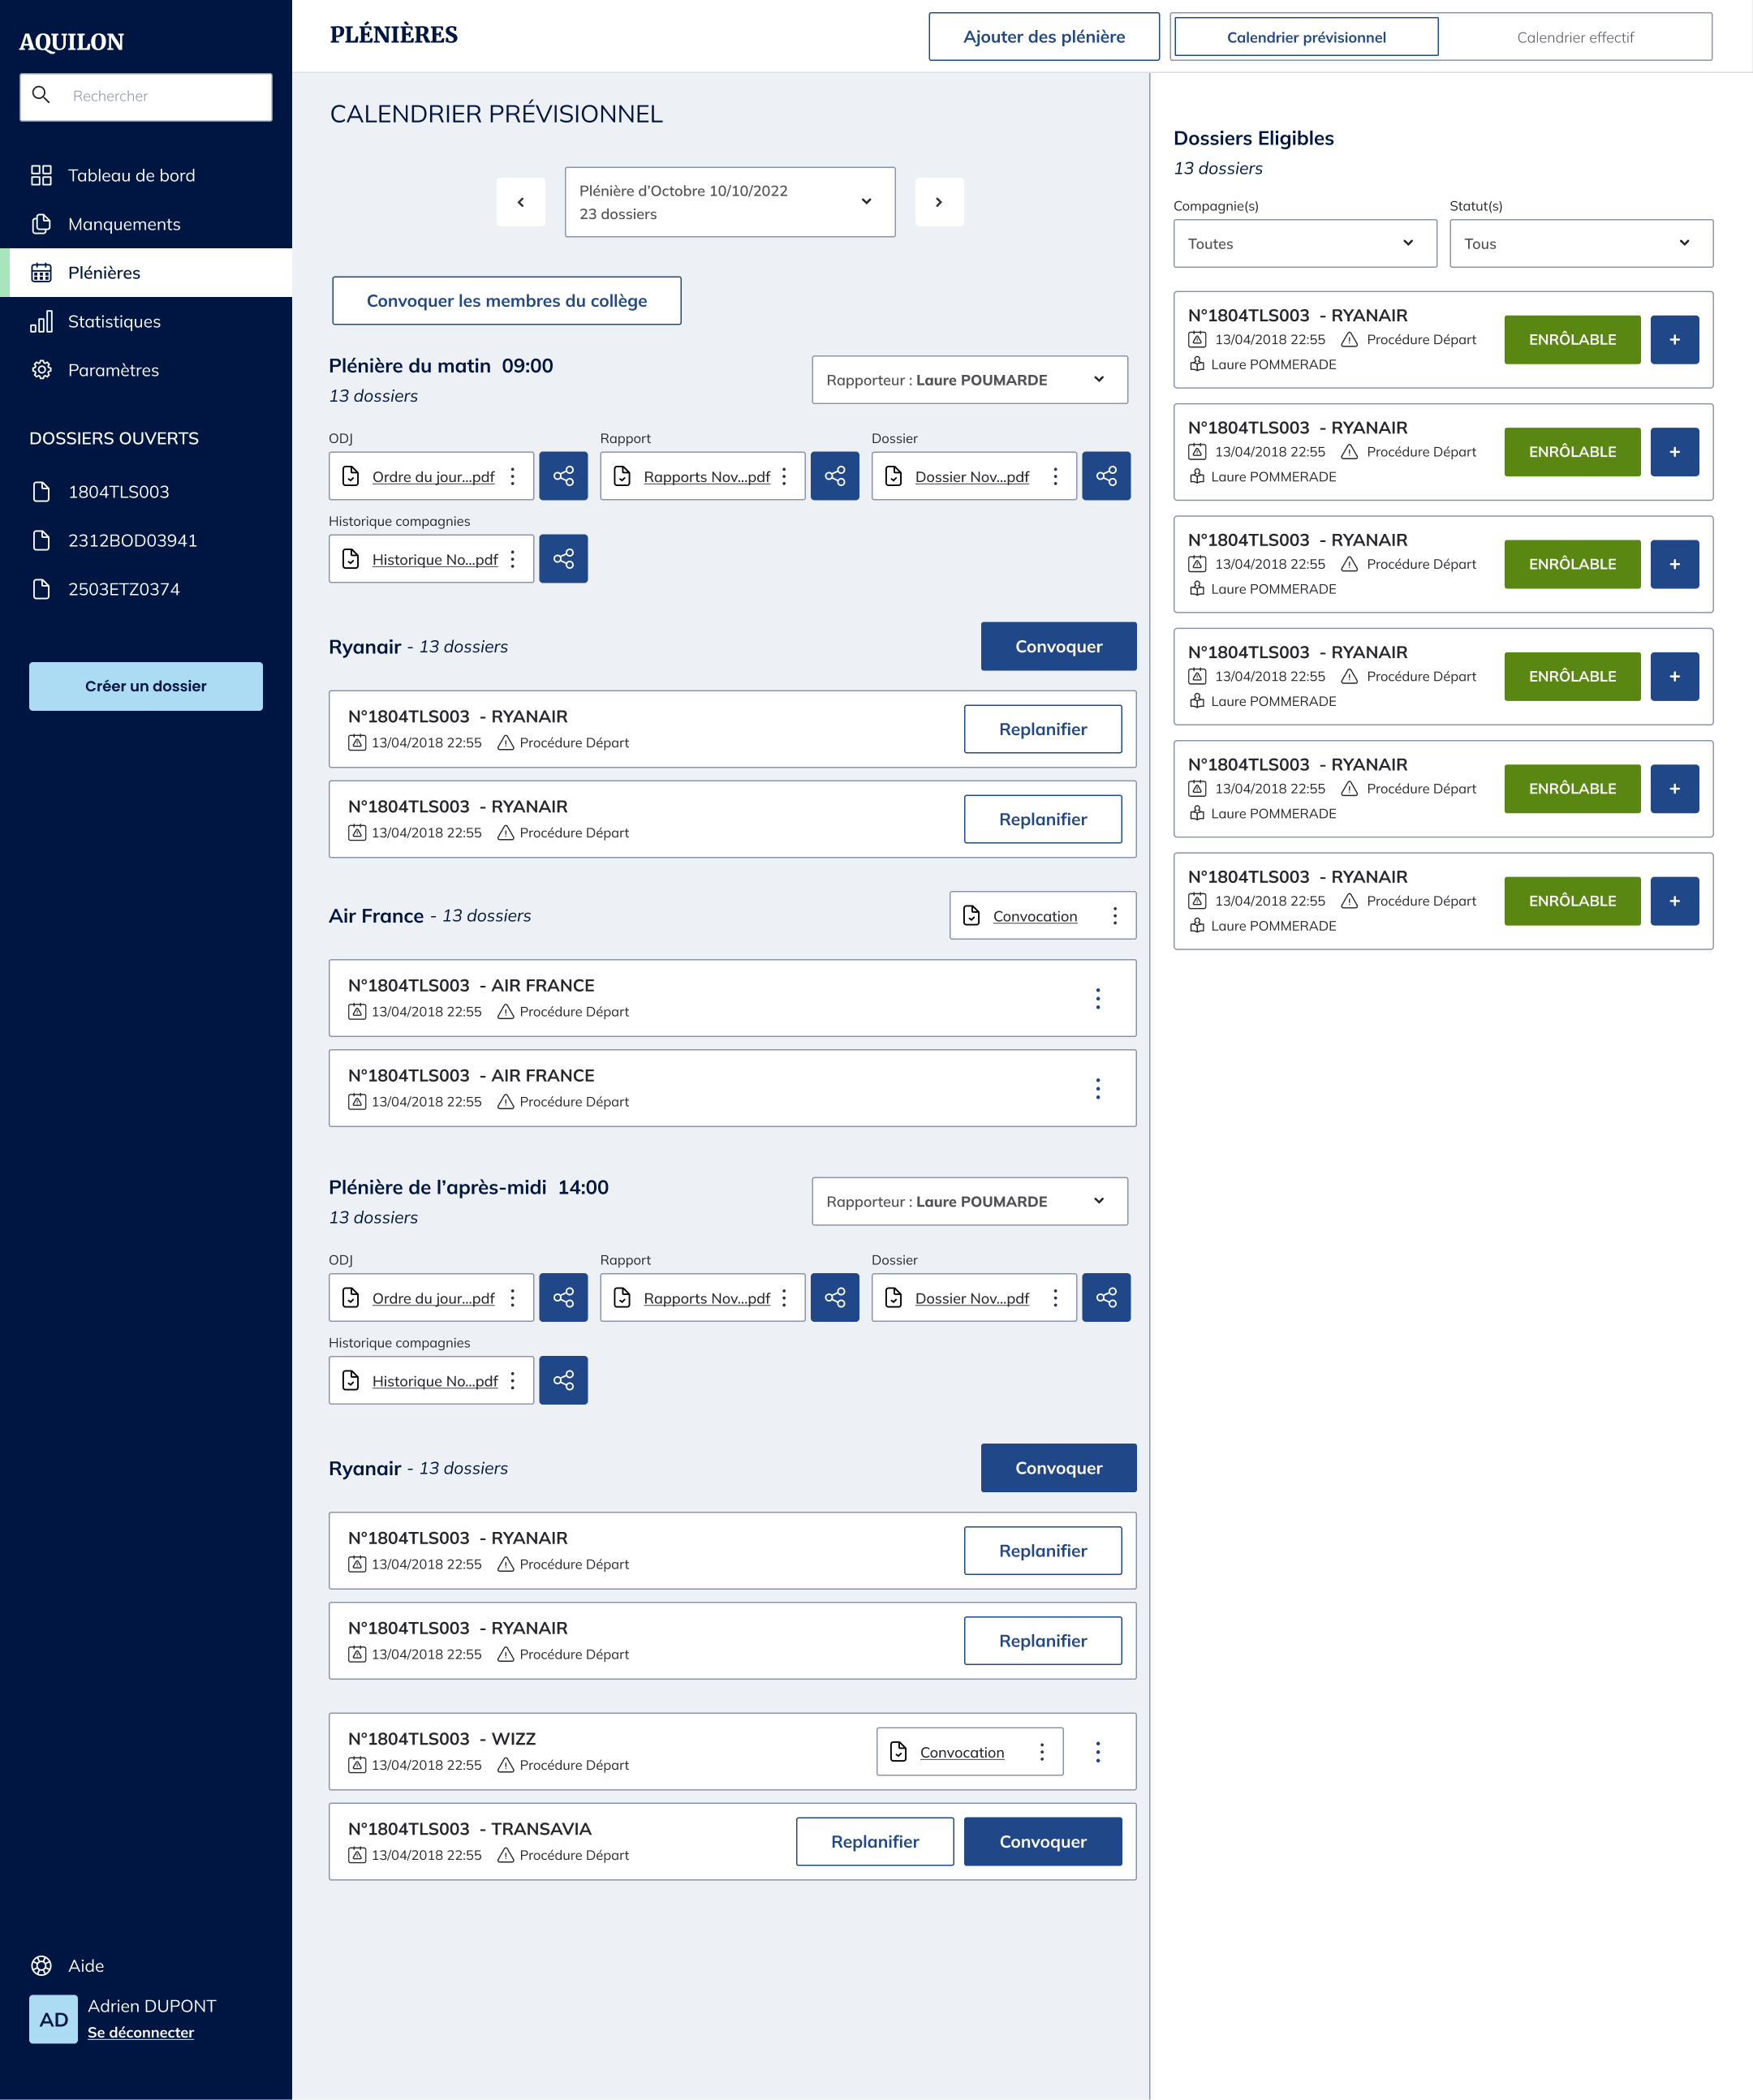 AQUILON
Rechercher
Tableau de bord
Manquements
Plénières
Statistiques
Paramètres
DOSSIERS OUVERTS
1804TLS003
2312BOD03941
2503ETZ0374
Créer un dossier
Aide
AD
Adrien DUPONT
Se déconnecter
PLÉNIÈRES
Ajouter des plénière
Calendrier prévisionnel
Calendrier effectif
CALENDRIER PRÉVISIONNEL
Plénière d’Octobre 10/10/2022
23 dossiers
Convoquer les membres du collège
Plénière du matin 09:00
13 dossiers
Rapporteur : Laure POUMARDE
ODJ
Rapport
Dossier
Ordre du jour...pdf
Rapports Nov...pdf
Dossier Nov...pdf
Historique compagnies
Historique No...pdf
Ryanair - 13 dossiers
Convoquer
N°1804TLS003 - RYANAIR
13/04/2018 22:55 Procédure Départ
Replanifier
N°1804TLS003 - RYANAIR
13/04/2018 22:55 Procédure Départ
Replanifier
Air France - 13 dossiers
Convocation
N°1804TLS003 - AIR FRANCE
13/04/2018 22:55 Procédure Départ
N°1804TLS003 - AIR FRANCE
13/04/2018 22:55 Procédure Départ
Plénière de l’après-midi 14:00
13 dossiers
Rapporteur : Laure POUMARDE
ODJ
Rapport
Dossier
Ordre du jour...pdf
Rapports Nov...pdf
Dossier Nov...pdf
Historique compagnies
Historique No...pdf
Ryanair - 13 dossiers
Convoquer
N°1804TLS003 - RYANAIR
13/04/2018 22:55 Procédure Départ
Replanifier
N°1804TLS003 - RYANAIR
13/04/2018 22:55 Procédure Départ
Replanifier
N°1804TLS003 - WIZZ
13/04/2018 22:55 Procédure Départ
Convocation
N°1804TLS003 - TRANSAVIA
13/04/2018 22:55 Procédure Départ
Replanifier
Convoquer
Dossiers Eligibles
13 dossiers
Compagnie(s)
Statut(s)
Toutes
Tous
N°1804TLS003 - RYANAIR
13/04/2018 22:55 Procédure Départ
Laure POMMERADE
ENRÔLABLE
+
N°1804TLS003 - RYANAIR
13/04/2018 22:55 Procédure Départ
Laure POMMERADE
ENRÔLABLE
+
N°1804TLS003 - RYANAIR
13/04/2018 22:55 Procédure Départ
Laure POMMERADE
ENRÔLABLE
+
N°1804TLS003 - RYANAIR
13/04/2018 22:55 Procédure Départ
Laure POMMERADE
ENRÔLABLE
+
N°1804TLS003 - RYANAIR
13/04/2018 22:55 Procédure Départ
Laure POMMERADE
ENRÔLABLE
+
N°1804TLS003 - RYANAIR
13/04/2018 22:55 Procédure Départ
Laure POMMERADE
ENRÔLABLE
+